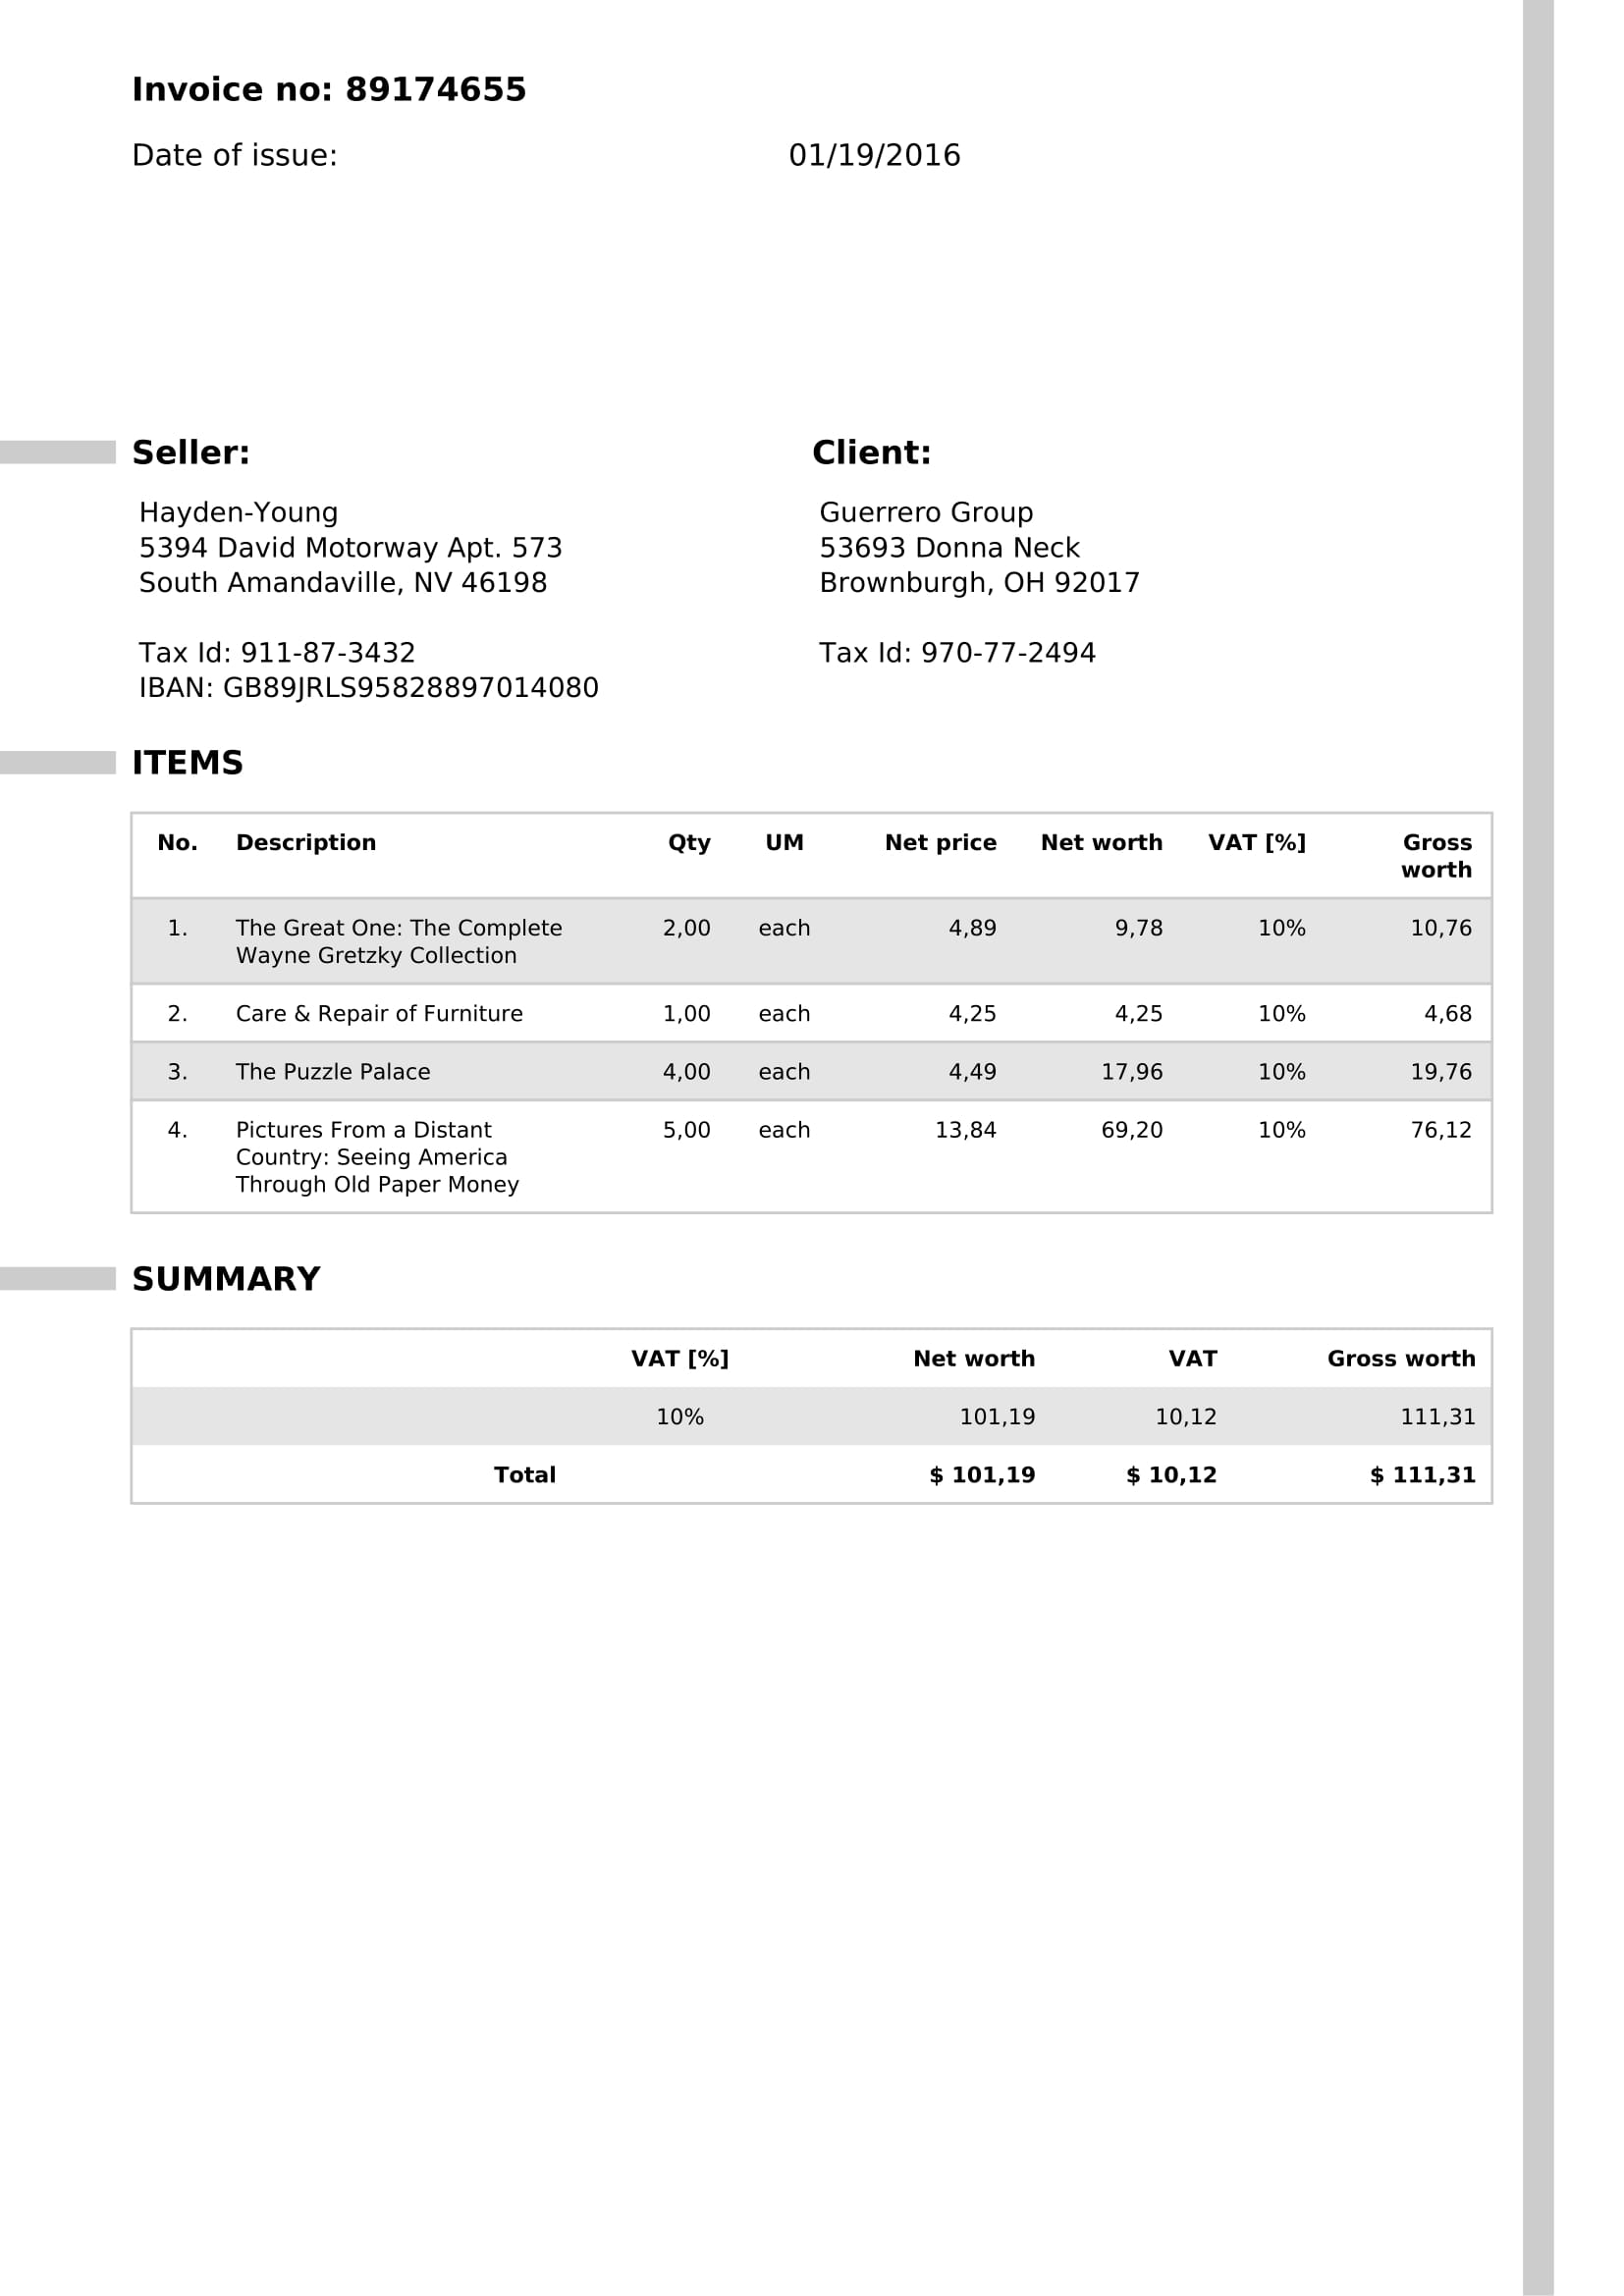 Invoice no: 89174655
Date of issue: 01/19/2016
Seller:
Hayden-Young
5394 David Motorway Apt. 573
South Amandaville, NV 46198
Tax Id: 911-87-3432
IBAN: GB89JRLS95828897014080
Client:
Guerrero Group
53693 Donna Neck
Brownburgh, OH 92017
Tax Id: 970-77-2494
ITEMS
No. Description Qty UM Net price Net worth VAT [%] Gross
worth
1. The Great One: The Complete 2,00 each 4,89 9,78 10% 10,76
Wayne Gretzky Collection
2. Care & Repair of Furniture 1,00 each 4,25 4,25 10% 4,68
3. The Puzzle Palace 4,00 each 4,49 17,96 10% 19,76
4. Pictures From a Distant 5,00 each 13,84 69,20 10% 76,12
Country: Seeing America
Through Old Paper Money
SUMMARY
VAT [%] Net worth VAT Gross worth
10% 101,19 10,12 111,31
Total $ 101,19 $ 10,12 $ 111,31